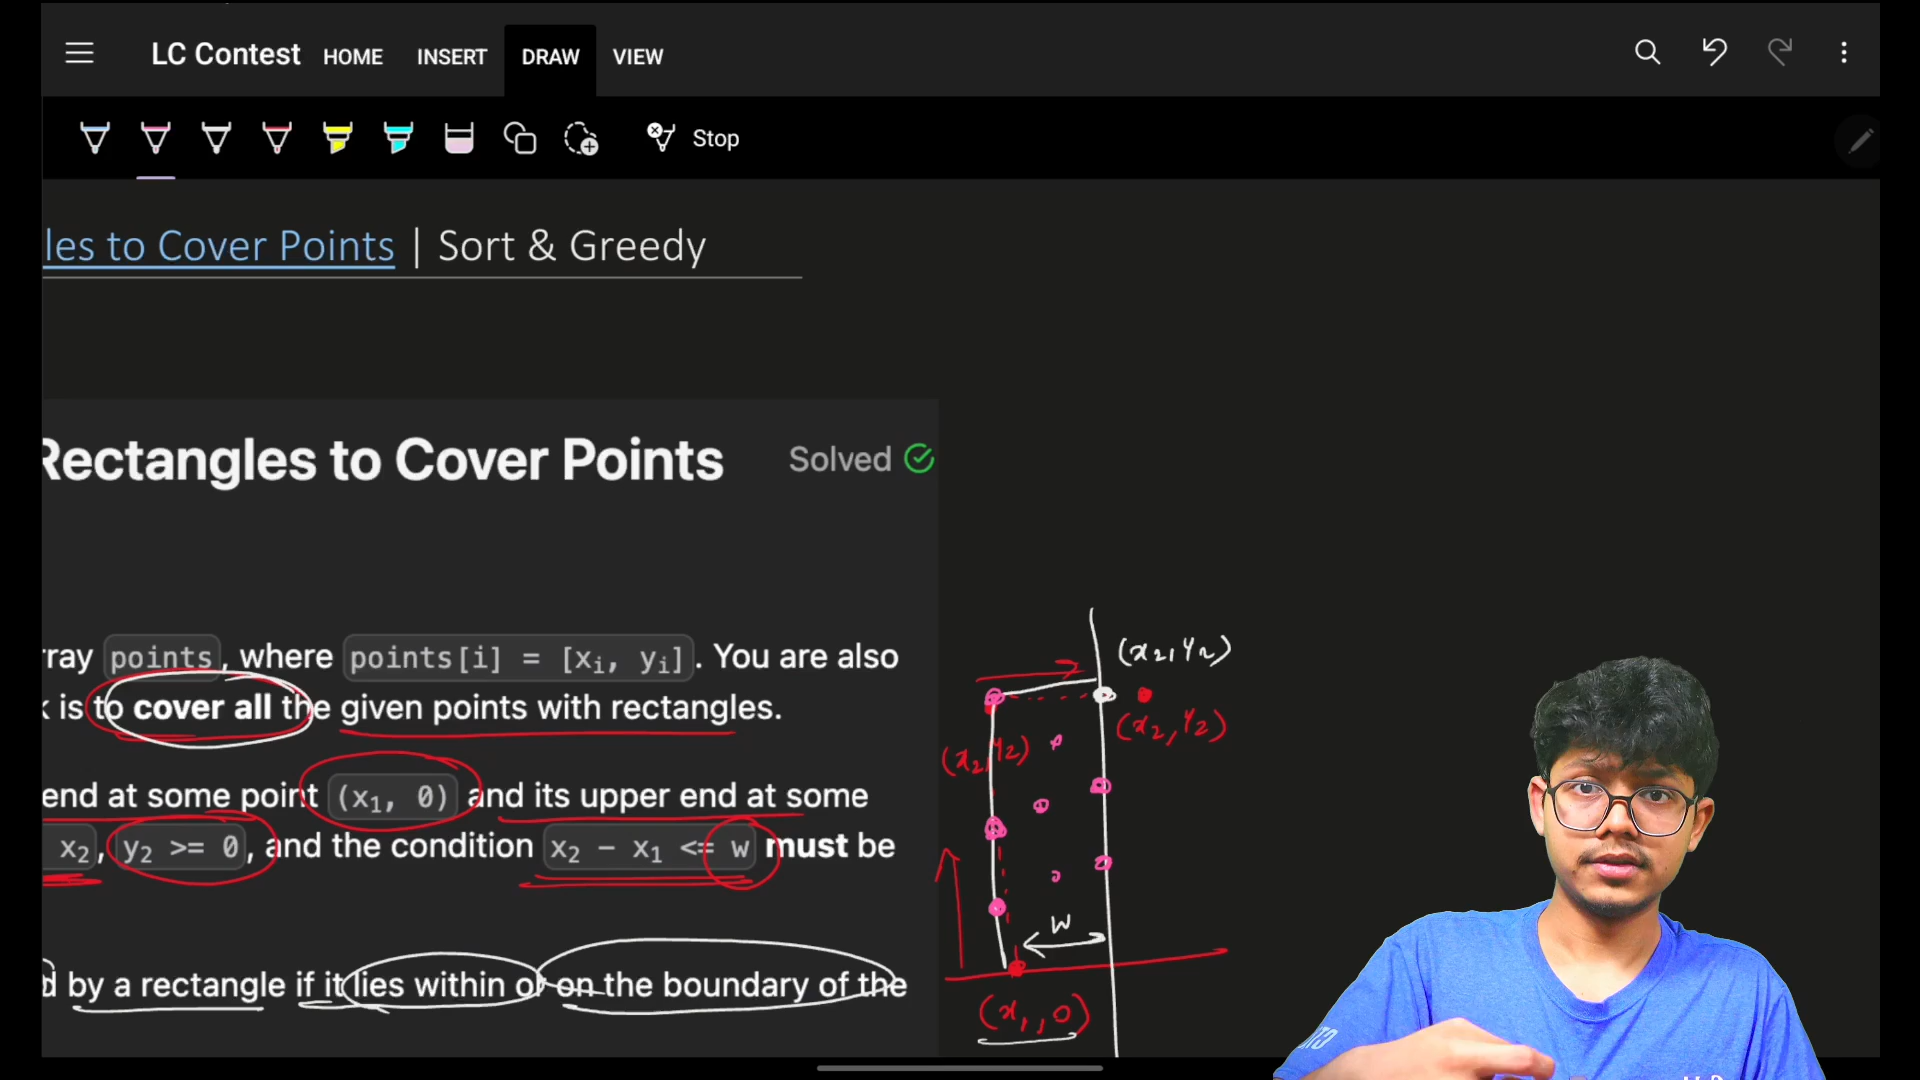 LC Contest HOME INSERT DRAW VIEW
Stop
les to Cover Points | Sort & Greedy
Rectangles to Cover Points Solved
rray points, where points[i] = [xi, yi]. You are also
k is to cover all the given points with rectangles.
end at some point (x1, 0) and its upper end at some
x2, y2 >= 0, and the condition x2 - x1 <= w must be
d by a rectangle if it lies within or on the boundary of the
(x2, y2)
(x2, y2)
(x2, y2)
w
(x1, 0)